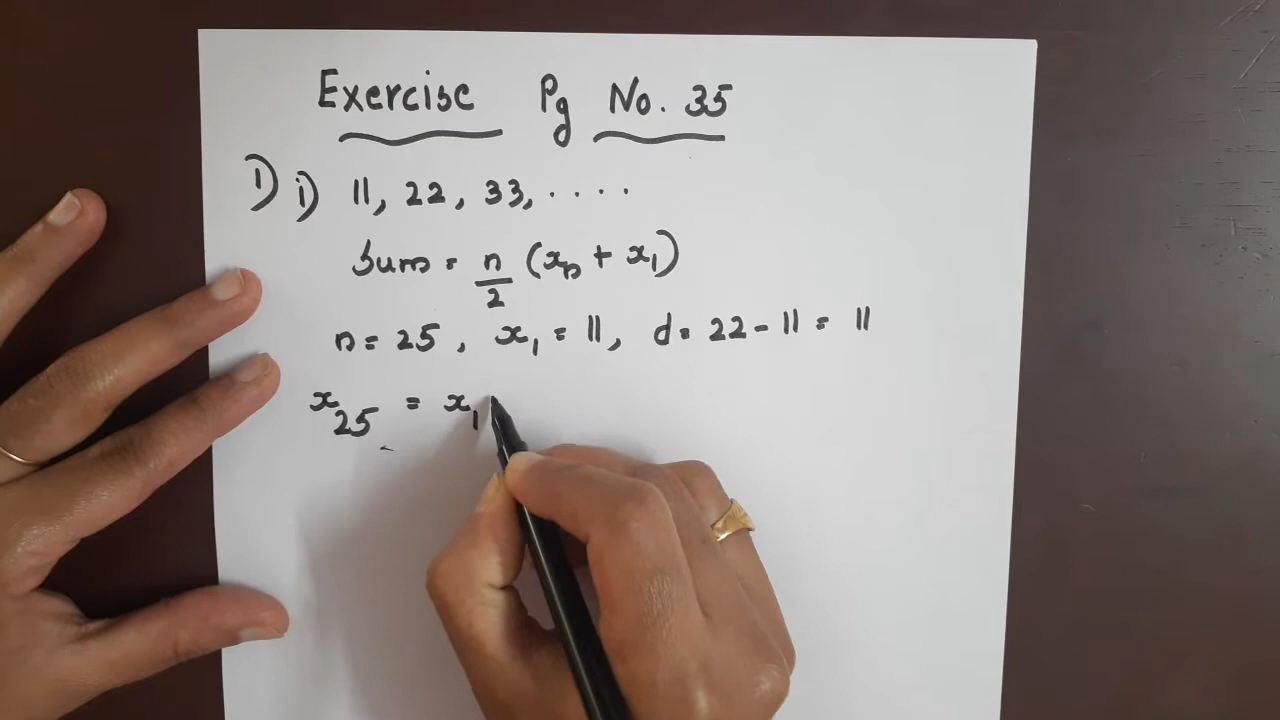 Exercise Pg No. 35
1) i) 11, 22, 33, ....
Sum = n/2 (xₙ + x₁)
n = 25, x₁ = 11, d = 22 - 11 = 11
x₂₅ = x₁